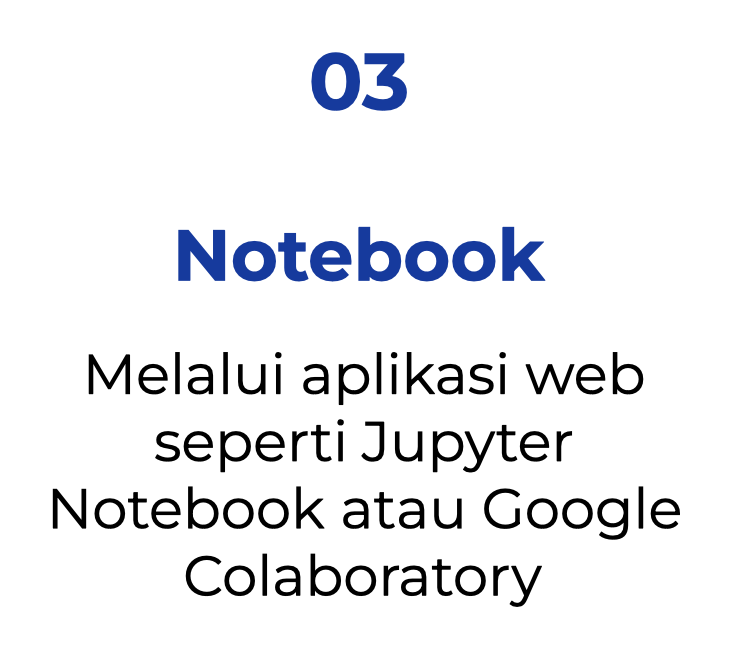 03
Notebook
Melalui aplikasi web
seperti Jupyter
Notebook atau Google
Colaboratory